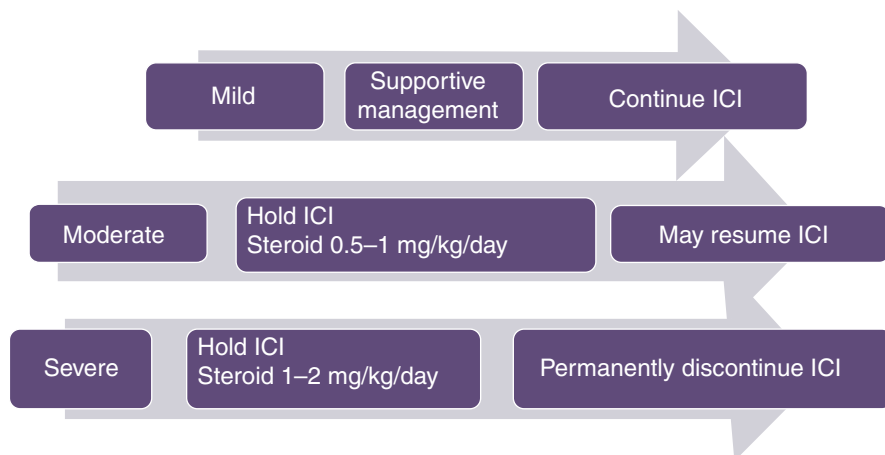 Mild
Supportive
management
Continue ICI
Moderate
Hold ICI
Steroid 0.5–1 mg/kg/day
May resume ICI
Severe
Hold ICI
Steroid 1–2 mg/kg/day
Permanently discontinue ICI